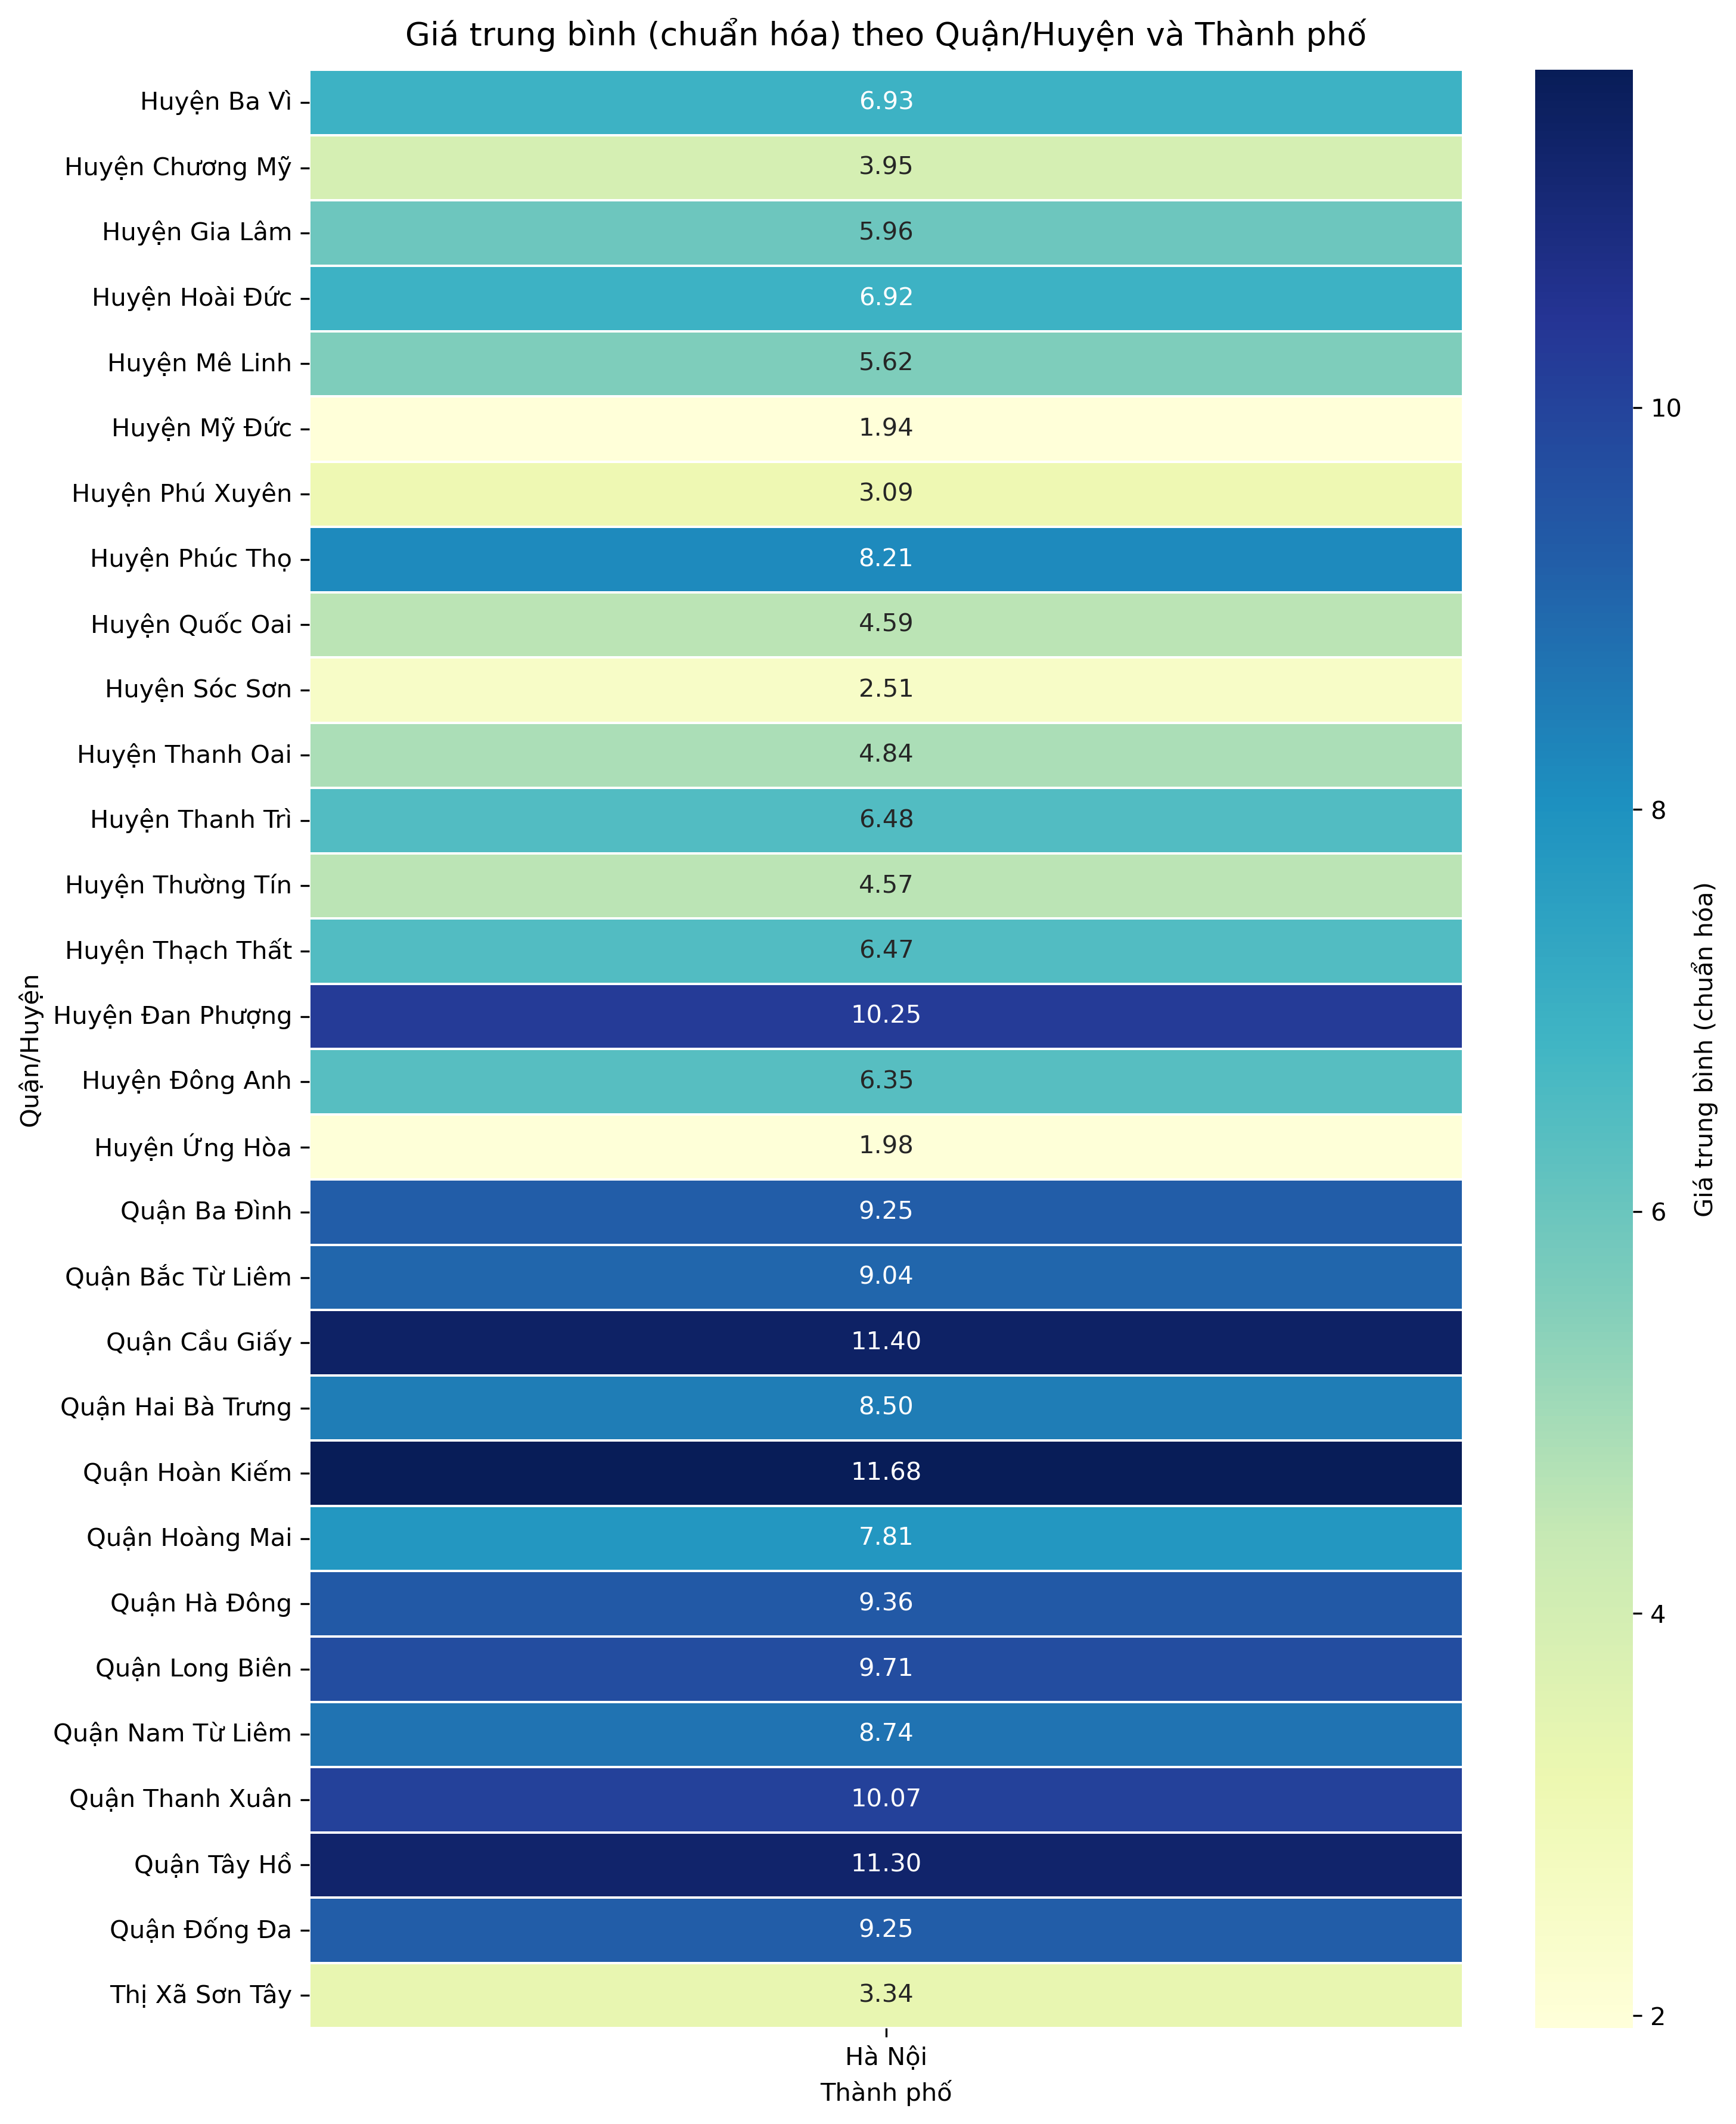 Giá trung bình (chuẩn hóa) theo Quận/Huyện và Thành phố
Huyện Ba Vì 6.93
Huyện Chương Mỹ 3.95
Huyện Gia Lâm 5.96
Huyện Hoài Đức 6.92
Huyện Mê Linh 5.62
Huyện Mỹ Đức 1.94
Huyện Phú Xuyên 3.09
Huyện Phúc Thọ 8.21
Huyện Quốc Oai 4.59
Huyện Sóc Sơn 2.51
Huyện Thanh Oai 4.84
Huyện Thanh Trì 6.48
Huyện Thường Tín 4.57
Huyện Thạch Thất 6.47
Huyện Đan Phượng 10.25
Huyện Đông Anh 6.35
Huyện Ứng Hòa 1.98
Quận Ba Đình 9.25
Quận Bắc Từ Liêm 9.04
Quận Cầu Giấy 11.40
Quận Hai Bà Trưng 8.50
Quận Hoàn Kiếm 11.68
Quận Hoàng Mai 7.81
Quận Hà Đông 9.36
Quận Long Biên 9.71
Quận Nam Từ Liêm 8.74
Quận Thanh Xuân 10.07
Quận Tây Hồ 11.30
Quận Đống Đa 9.25
Thị Xã Sơn Tây 3.34
Quận/Huyện
Hà Nội
Thành phố
10
8
6
4
2
Giá trung bình (chuẩn hóa)